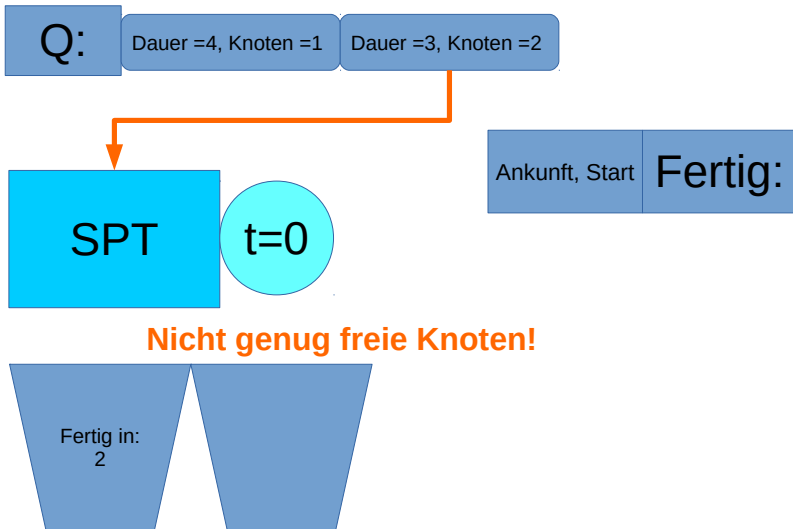 Q:
Dauer =4, Knoten =1
Dauer =3, Knoten =2
Ankunft, Start
Fertig:
SPT
t=0
Nicht genug freie Knoten!
Fertig in:
2